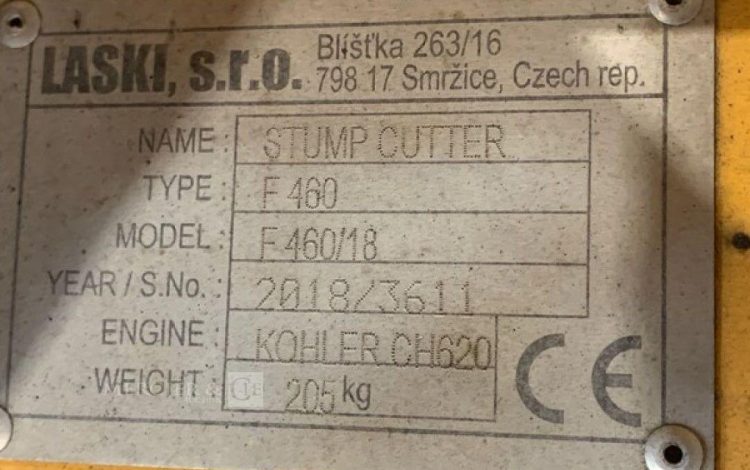 LASKI, s.r.o. Blíšťka 263/16
798 17 Smržice, Czech rep.
NAME : STUMP CUTTER
TYPE : F 460
MODEL : F 460/18
YEAR / S.No. : 2018/3611
ENGINE : KOHLER CH620
WEIGHT : 205 kg
CE